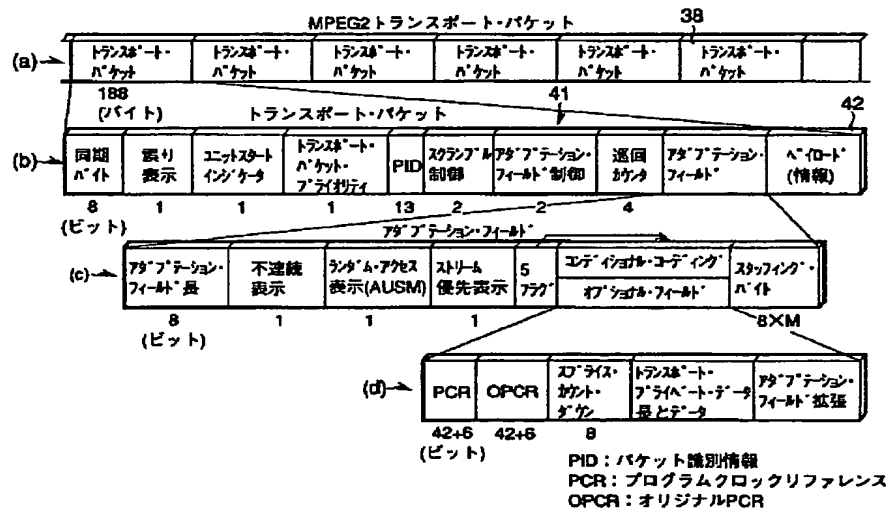 MPEG2トランスポート・パケット
38
(a)
トランスポート・パケット
トランスポート・パケット
トランスポート・パケット
トランスポート・パケット
トランスポート・パケット
トランスポート・パケット
188
(バイト)
トランスポート・パケット
41
42
(b)
同期バイト
誤り表示
ユニットスタートインジケータ
トランスポート・パケット・プライオリティ
PID
スクランブル制御
アダプテーション・フィールド制御
巡回カウンタ
アダプテーション・フィールド
ペイロード(情報)
8 1 1 1 13 2 2 4
(ビット)
アダプテーション・フィールド
(c)
アダプテーション・フィールド長
不連続表示
ランダム・アクセス表示(AUSM)
ストリーム優先表示
5フラグ
コンディショナル・コーディング
オプショナル・フィールド
スタッフィング・バイト
8 1 1 1 8×M
(ビット)
(d)
PCR
OPCR
スプライス・カウント・ダウン
トランスポート・プライベート・データ長とデータ
アダプテーション・フィールド拡張
42+6 42+6 8
(ビット)
PID：パケット識別情報
PCR：プログラムクロックリファレンス
OPCR：オリジナルPCR